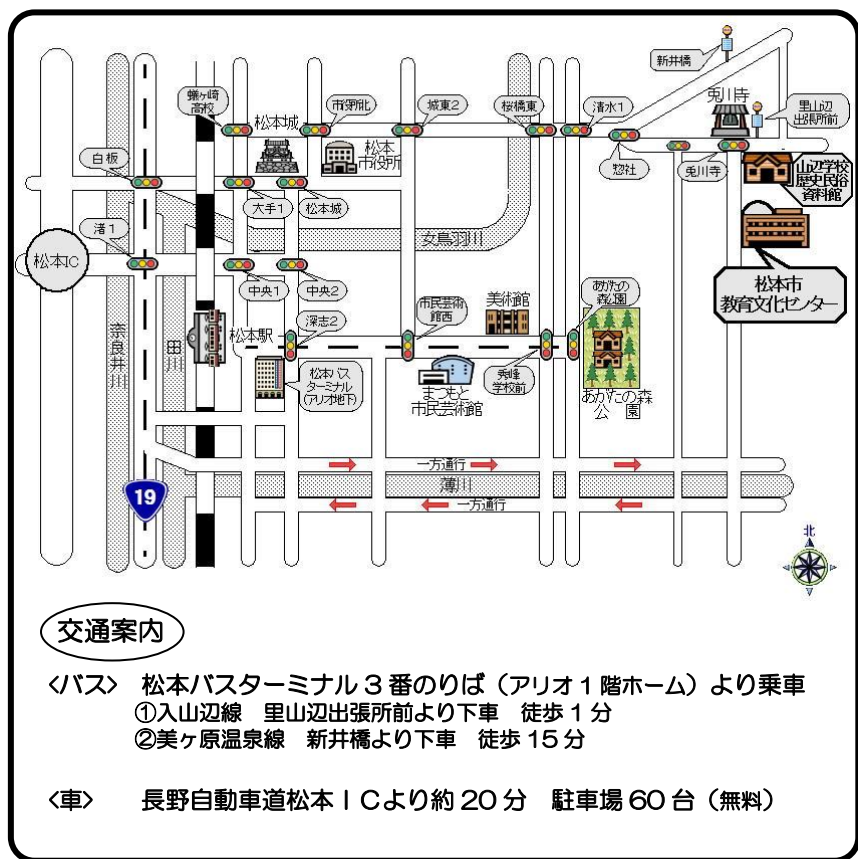 新井橋
蟻ヶ崎
高校
松本城
市役所北
城東2
桜橋東
清水1
兎川寺
里山辺
出張所前
松本
市役所
白板
惣社
兎川寺
山辺学校
歴史民俗
資料館
大手1
松本城
渚1
女鳥羽川
松本IC
中央1
中央2
松本市
教育文化センター
奈良井川
田川
松本駅
深志2
市民芸術
館西
美術館
あがたの
森公園
松本バス
ターミナル
(アリオ地下)
まつもと
市民芸術館
秀峰
学校前
あがたの森
公園
一方通行
薄川
一方通行
19
北
交通案内
<バス> 松本バスターミナル3番のりば(アリオ1階ホーム)より乗車
①入山辺線 里山辺出張所前より下車 徒歩1分
②美ヶ原温泉線 新井橋より下車 徒歩15分
<車> 長野自動車道松本ICより約20分 駐車場60台(無料)